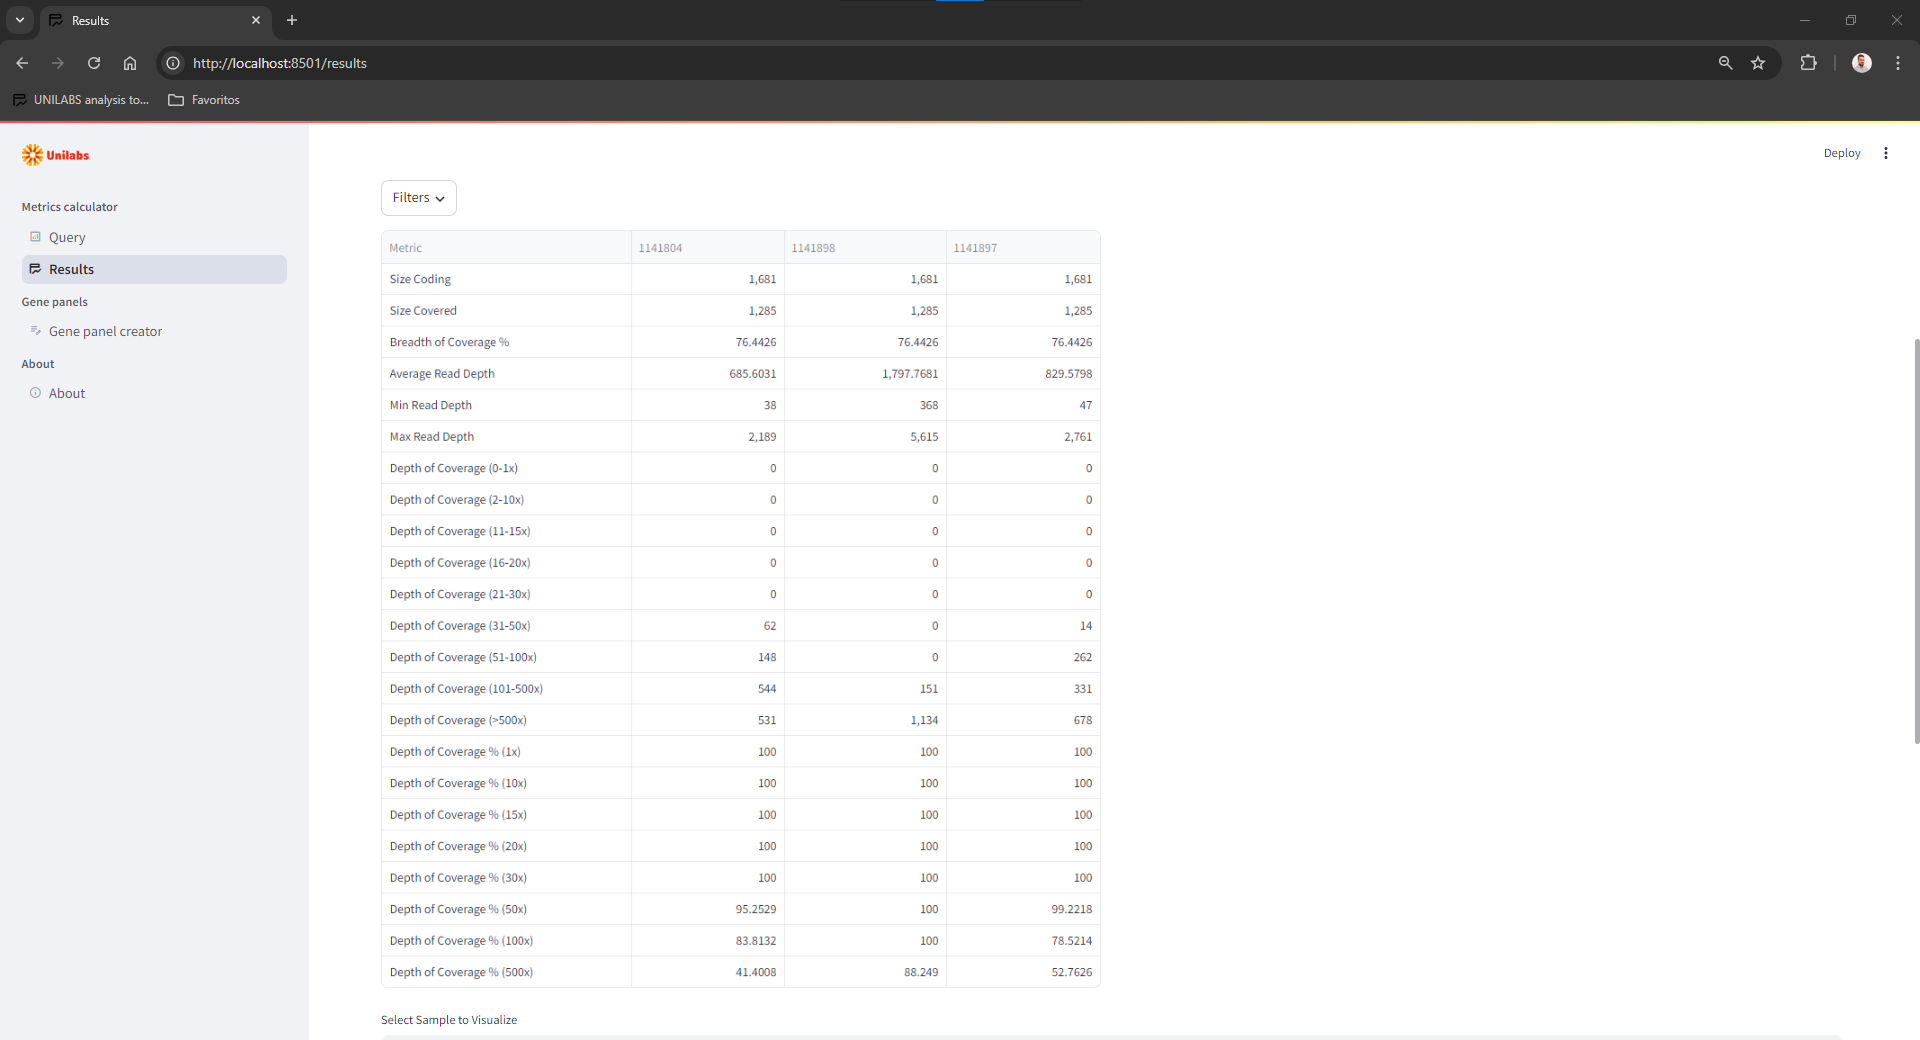 Results
http://localhost:8501/results
UNILABS analysis to...
Favoritos
Unilabs
Deploy
Metrics calculator
Query
Results
Gene panels
Gene panel creator
About
About
Filters
Metric 1141804 1141898 1141897
Size Coding 1,681 1,681 1,681
Size Covered 1,285 1,285 1,285
Breadth of Coverage % 76.4426 76.4426 76.4426
Average Read Depth 685.6031 1,797.7681 829.5798
Min Read Depth 38 368 47
Max Read Depth 2,189 5,615 2,761
Depth of Coverage (0-1x) 0 0 0
Depth of Coverage (2-10x) 0 0 0
Depth of Coverage (11-15x) 0 0 0
Depth of Coverage (16-20x) 0 0 0
Depth of Coverage (21-30x) 0 0 0
Depth of Coverage (31-50x) 62 0 14
Depth of Coverage (51-100x) 148 0 262
Depth of Coverage (101-500x) 544 151 331
Depth of Coverage (>500x) 531 1,134 678
Depth of Coverage % (1x) 100 100 100
Depth of Coverage % (10x) 100 100 100
Depth of Coverage % (15x) 100 100 100
Depth of Coverage % (20x) 100 100 100
Depth of Coverage % (30x) 100 100 100
Depth of Coverage % (50x) 95.2529 100 99.2218
Depth of Coverage % (100x) 83.8132 100 78.5214
Depth of Coverage % (500x) 41.4008 88.249 52.7626
Select Sample to Visualize